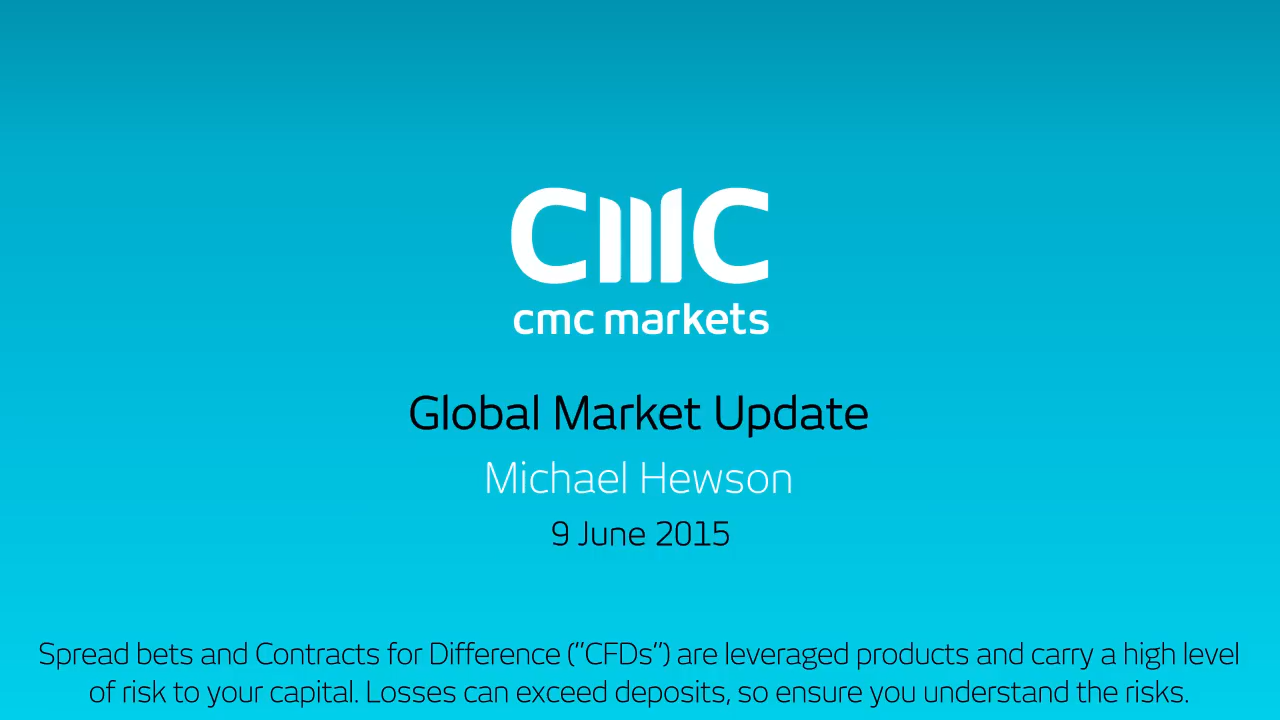 CMC
cmc markets
Global Market Update
Michael Hewson
9 June 2015
Spread bets and Contracts for Difference (“CFDs”) are leveraged products and carry a high level
of risk to your capital. Losses can exceed deposits, so ensure you understand the risks.